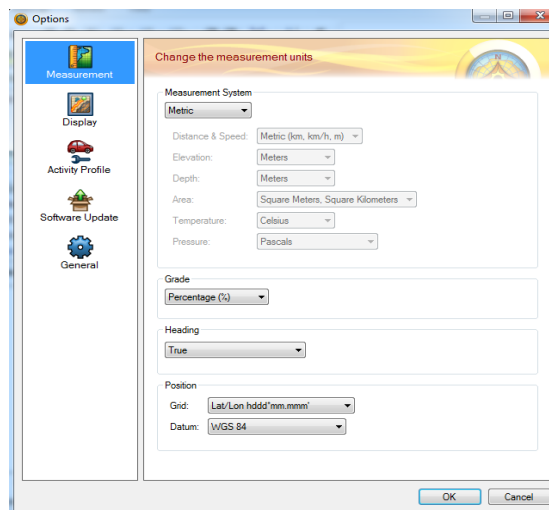 Options
Measurement
Display
Activity Profile
Software Update
General
Change the measurement units
Measurement System
Metric
Distance & Speed: Metric (km, km/h, m)
Elevation: Meters
Depth: Meters
Area: Square Meters, Square Kilometers
Temperature: Celsius
Pressure: Pascals
Grade
Percentage (%)
Heading
True
Position
Grid: Lat/Lon hddd°mm.mmm'
Datum: WGS 84
OK Cancel
N